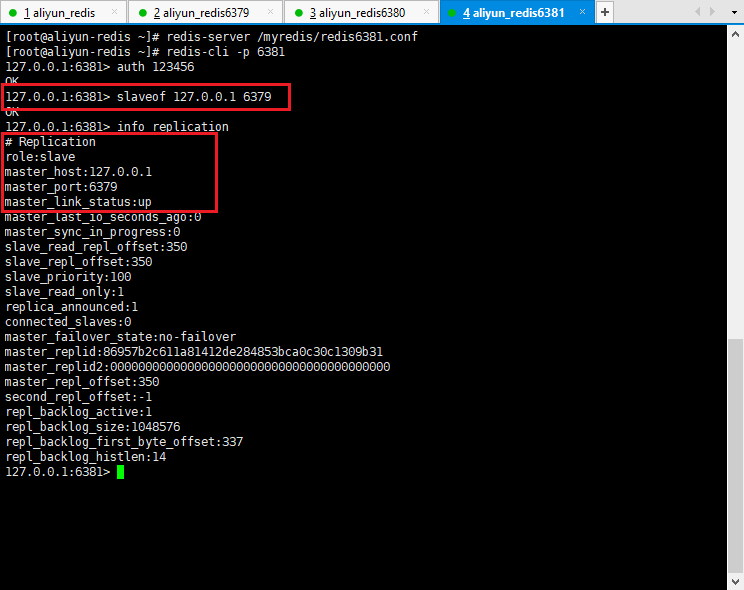 1 aliyun_redis
2 aliyun_redis6379
3 aliyun_redis6380
4 aliyun_redis6381
[root@aliyun-redis ~]# redis-server /myredis/redis6381.conf
[root@aliyun-redis ~]# redis-cli -p 6381
127.0.0.1:6381> auth 123456
OK
127.0.0.1:6381> slaveof 127.0.0.1 6379
OK
127.0.0.1:6381> info replication
# Replication
role:slave
master_host:127.0.0.1
master_port:6379
master_link_status:up
master_last_io_seconds_ago:0
master_sync_in_progress:0
slave_read_repl_offset:350
slave_repl_offset:350
slave_priority:100
slave_read_only:1
replica_announced:1
connected_slaves:0
master_failover_state:no-failover
master_replid:86957b2c611a81412de284853bca0c30c1309b31
master_replid2:0000000000000000000000000000000000000000
master_repl_offset:350
second_repl_offset:-1
repl_backlog_active:1
repl_backlog_size:1048576
repl_backlog_first_byte_offset:337
repl_backlog_histlen:14
127.0.0.1:6381>